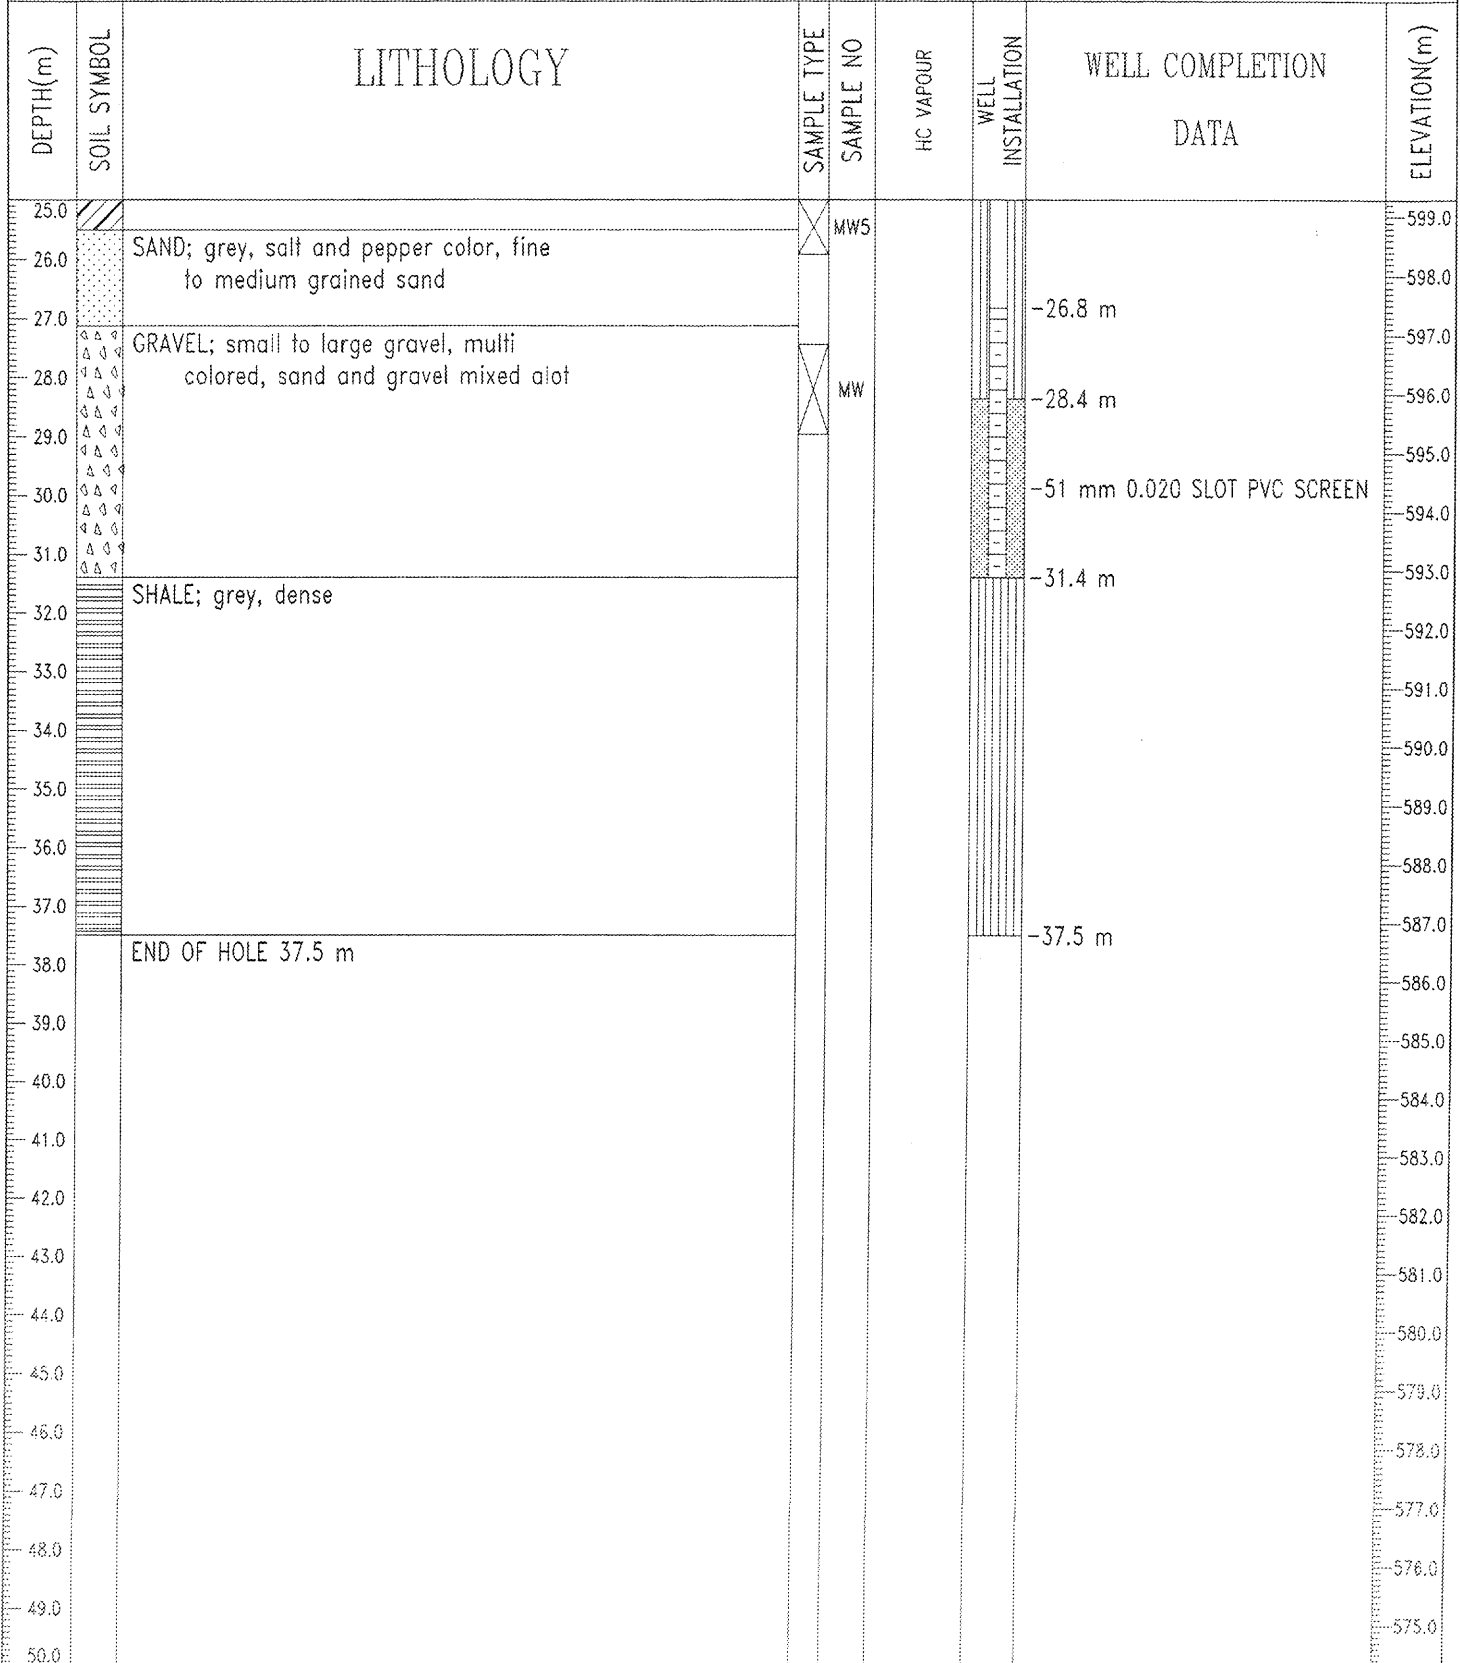 DEPTH(m)
SOIL SYMBOL
LITHOLOGY
SAMPLE TYPE
SAMPLE NO
HC VAPOUR
WELL
INSTALLATION
WELL COMPLETION
DATA
ELEVATION(m)
25.0
26.0
27.0
28.0
29.0
30.0
31.0
32.0
33.0
34.0
35.0
36.0
37.0
38.0
39.0
40.0
41.0
42.0
43.0
44.0
45.0
46.0
47.0
48.0
49.0
50.0
SAND; grey, salt and pepper color, fine
to medium grained sand
GRAVEL; small to large gravel, multi
colored, sand and gravel mixed alot
SHALE; grey, dense
END OF HOLE 37.5 m
MW5
MW
-26.8 m
-28.4 m
-51 mm 0.020 SLOT PVC SCREEN
-31.4 m
-37.5 m
599.0
598.0
597.0
596.0
595.0
594.0
593.0
592.0
591.0
590.0
589.0
588.0
587.0
586.0
585.0
584.0
583.0
582.0
581.0
580.0
579.0
578.0
577.0
576.0
575.0